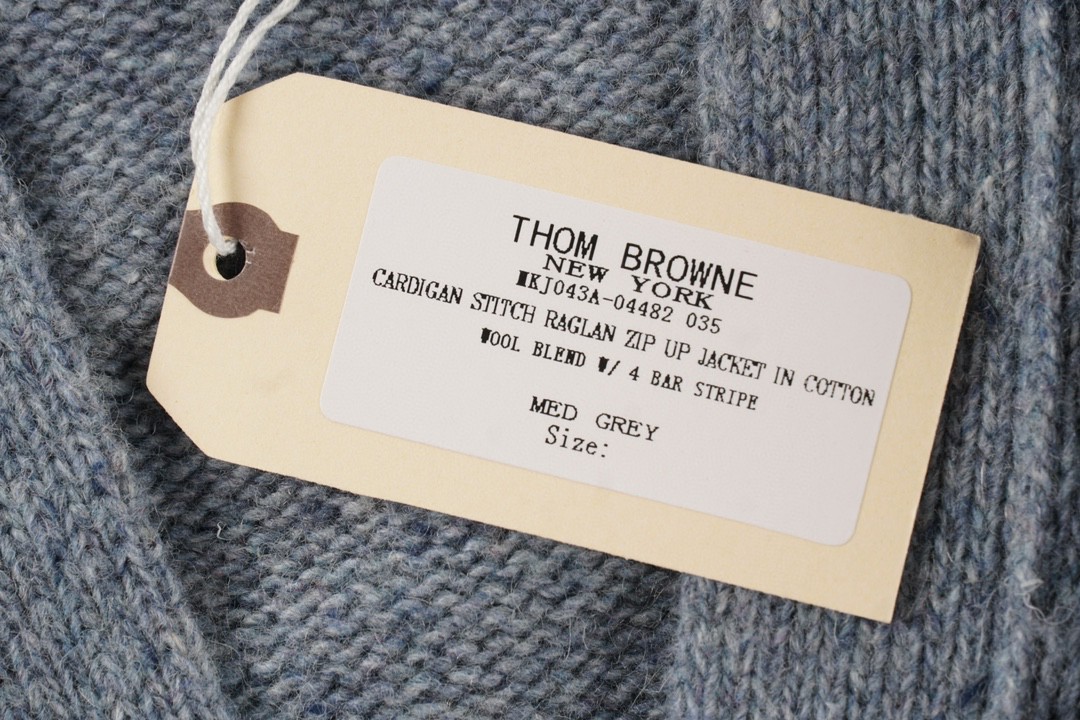 THOM BROWNE
NEW YORK
MKJ043A-04482 035
CARDIGAN STITCH RAGLAN ZIP UP JACKET IN COTTON
WOOL BLEND W/ 4 BAR STRIPE
MED GREY
Size: